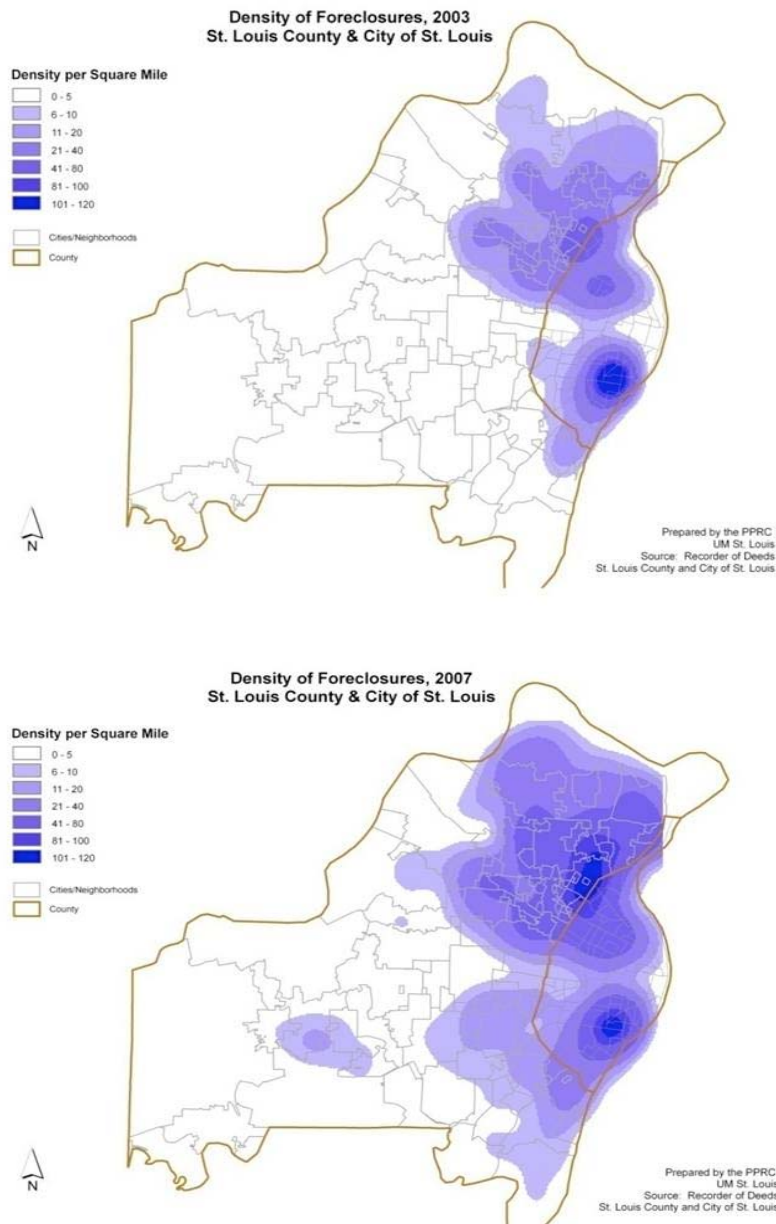 Density of Foreclosures, 2003
St. Louis County & City of St. Louis
Density per Square Mile
0 - 5
6 - 10
11 - 20
21 - 40
41 - 80
81 - 100
101 - 120
Cities/Neighborhoods
County
N
Prepared by the PPRC
UM St. Louis
Source: Recorder of Deeds
St. Louis County and City of St. Louis
Density of Foreclosures, 2007
St. Louis County & City of St. Louis
Density per Square Mile
0 - 5
6 - 10
11 - 20
21 - 40
41 - 80
81 - 100
101 - 120
Cities/Neighborhoods
County
N
Prepared by the PPRC
UM St. Louis
Source: Recorder of Deeds
St. Louis County and City of St. Louis